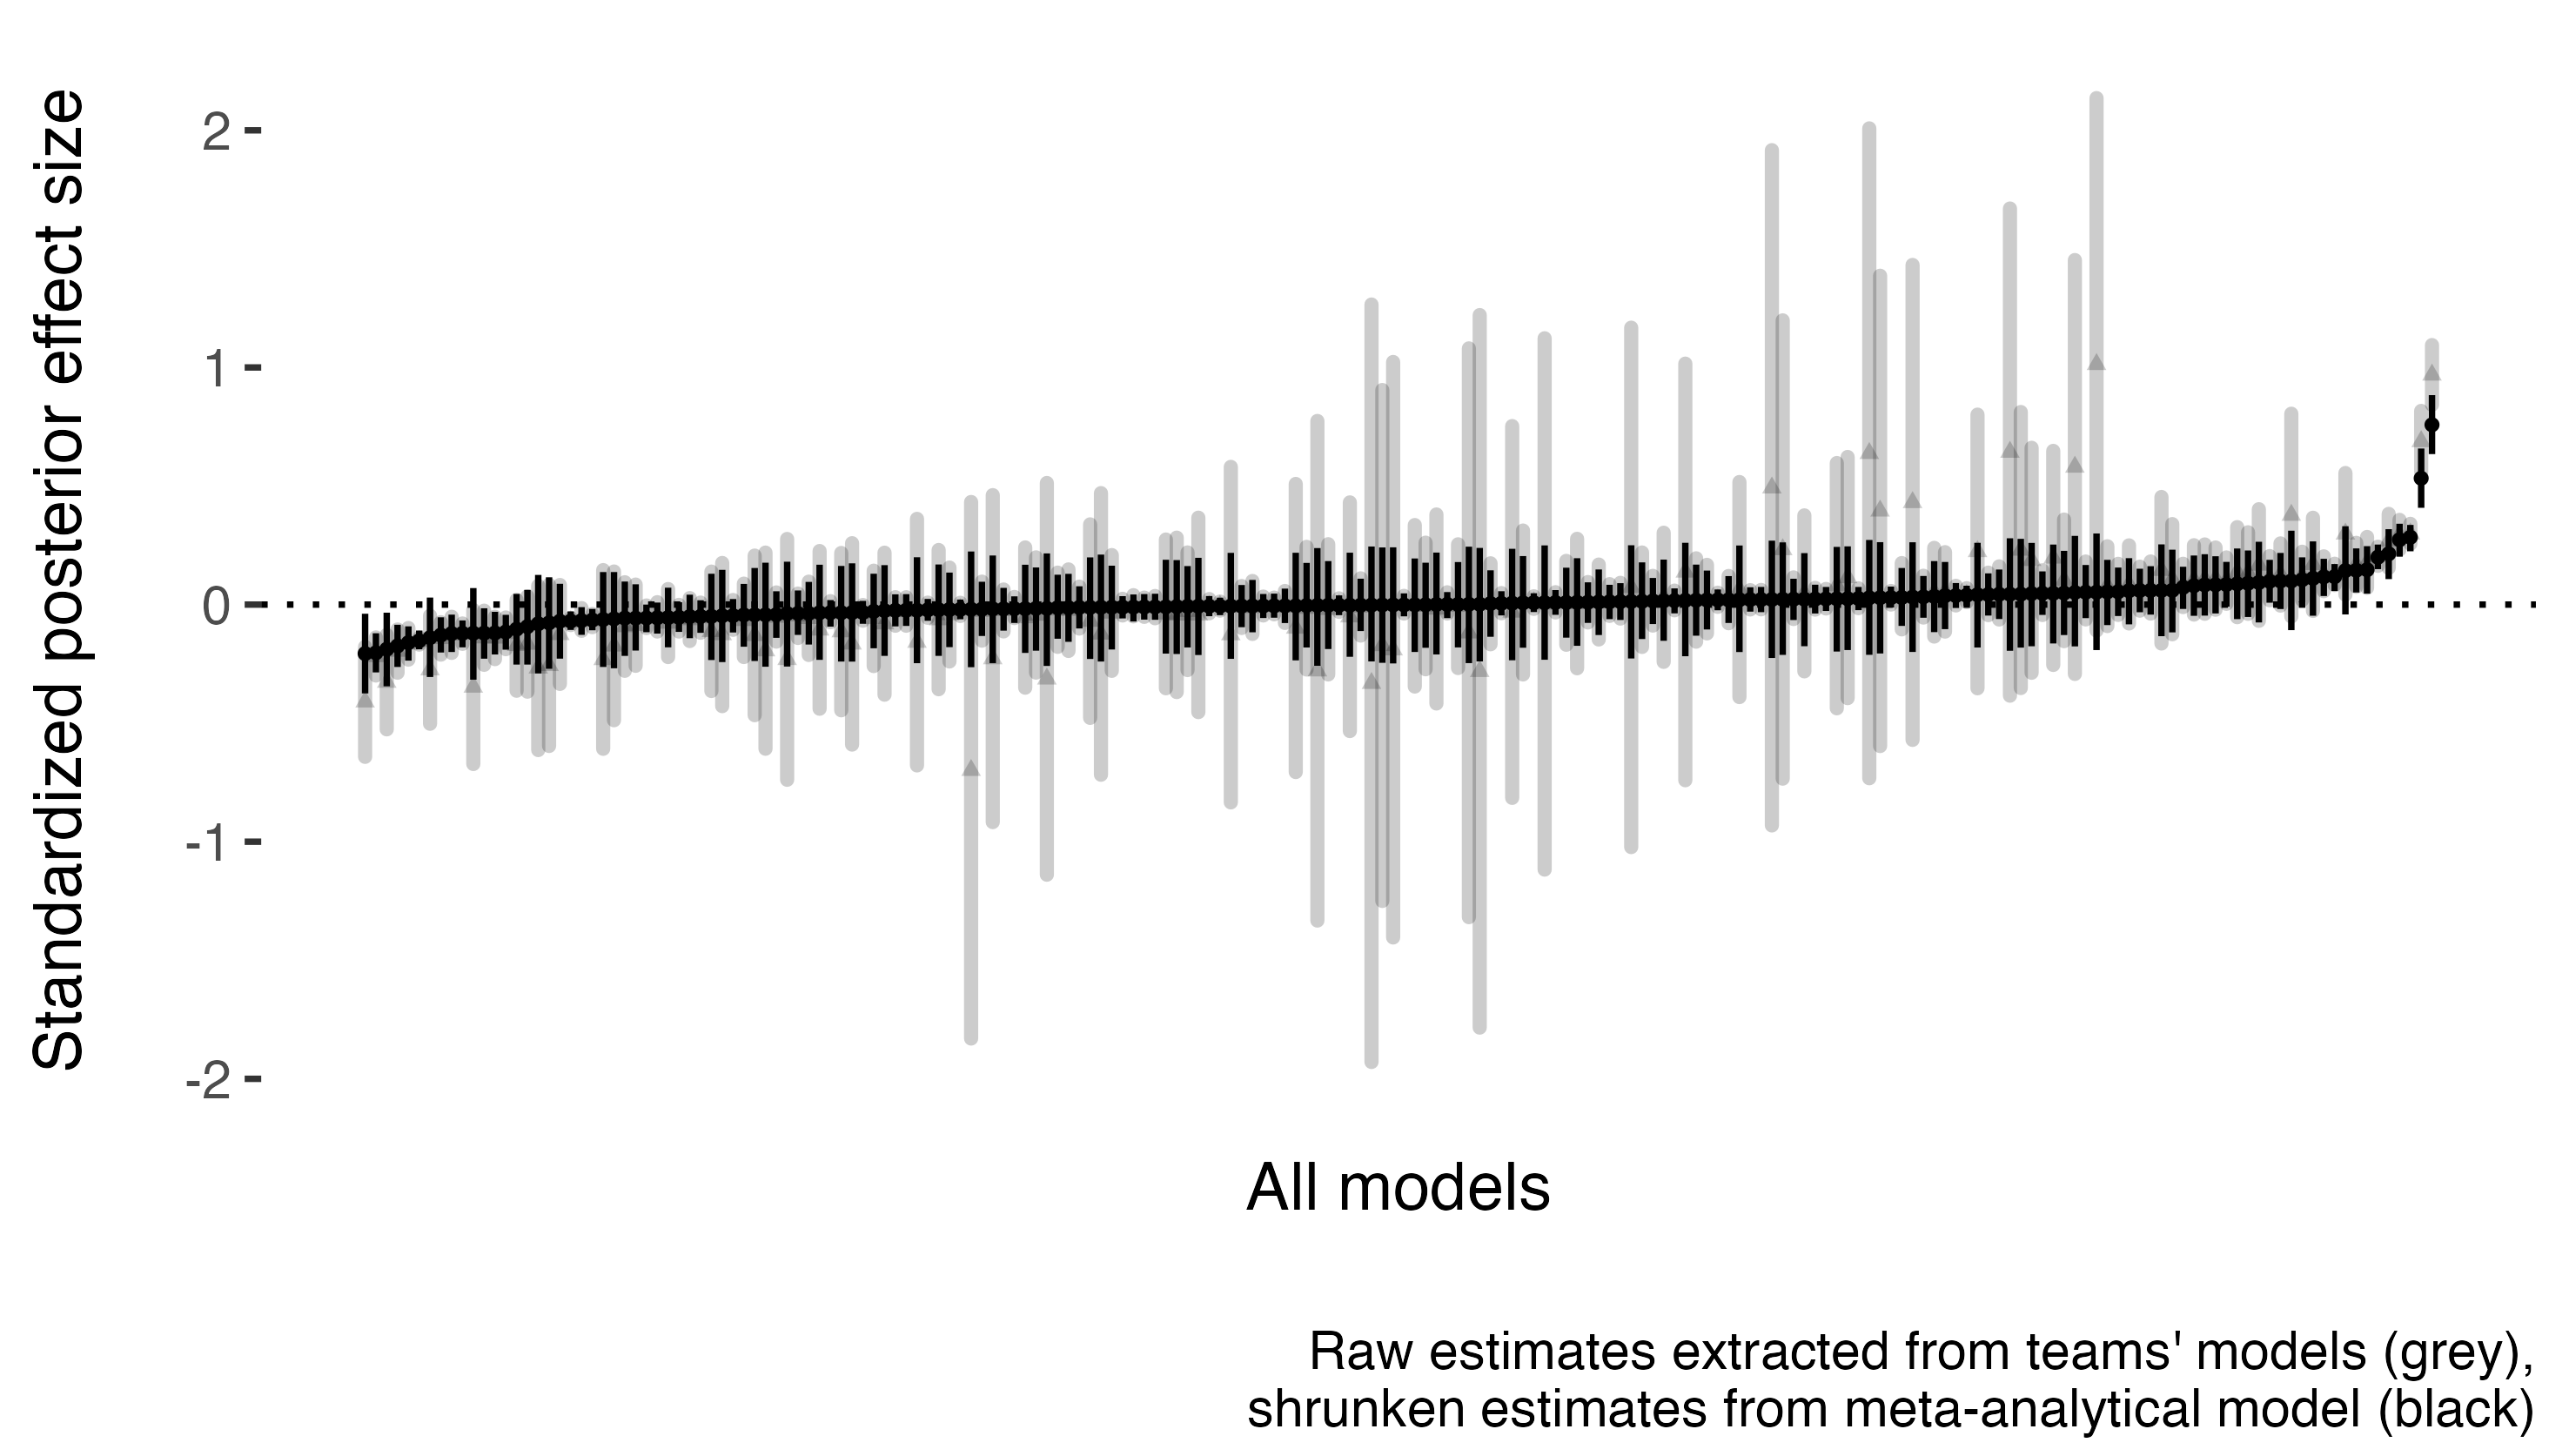 Standardized posterior effect size
2
1
0
-1
-2
All models
Raw estimates extracted from teams' models (grey),
shrunken estimates from meta-analytical model (black)